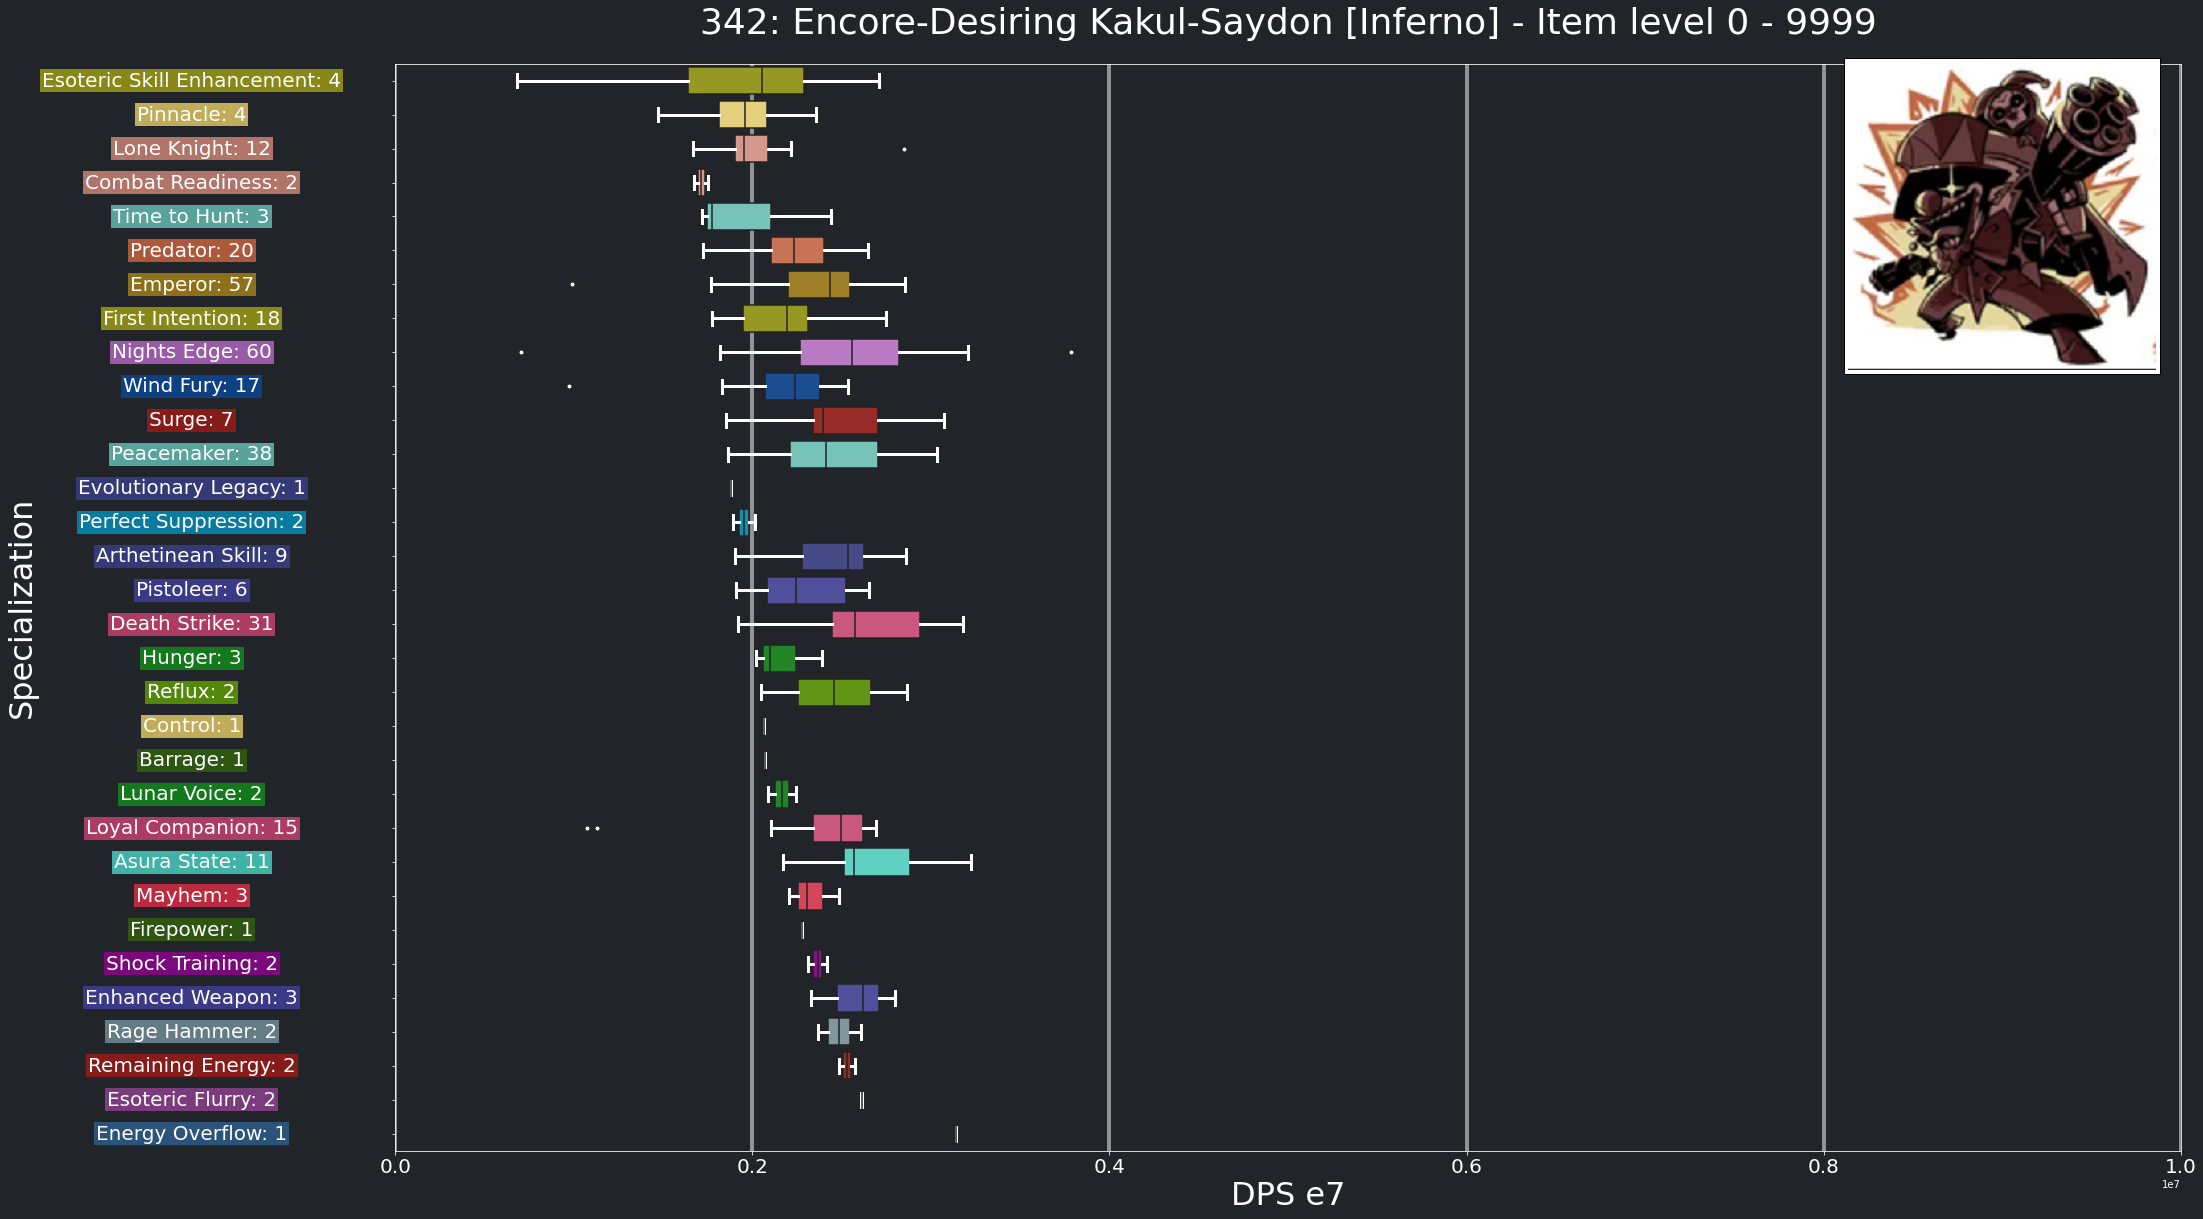 342: Encore-Desiring Kakul-Saydon [Inferno] - Item level 0 - 9999
Specialization
Esoteric Skill Enhancement: 4
Pinnacle: 4
Lone Knight: 12
Combat Readiness: 2
Time to Hunt: 3
Predator: 20
Emperor: 57
First Intention: 18
Nights Edge: 60
Wind Fury: 17
Surge: 7
Peacemaker: 38
Evolutionary Legacy: 1
Perfect Suppression: 2
Arthetinean Skill: 9
Pistoleer: 6
Death Strike: 31
Hunger: 3
Reflux: 2
Control: 1
Barrage: 1
Lunar Voice: 2
Loyal Companion: 15
Asura State: 11
Mayhem: 3
Firepower: 1
Shock Training: 2
Enhanced Weapon: 3
Rage Hammer: 2
Remaining Energy: 2
Esoteric Flurry: 2
Energy Overflow: 1
0.0 0.2 0.4 0.6 0.8 1.0
1e7
DPS e7